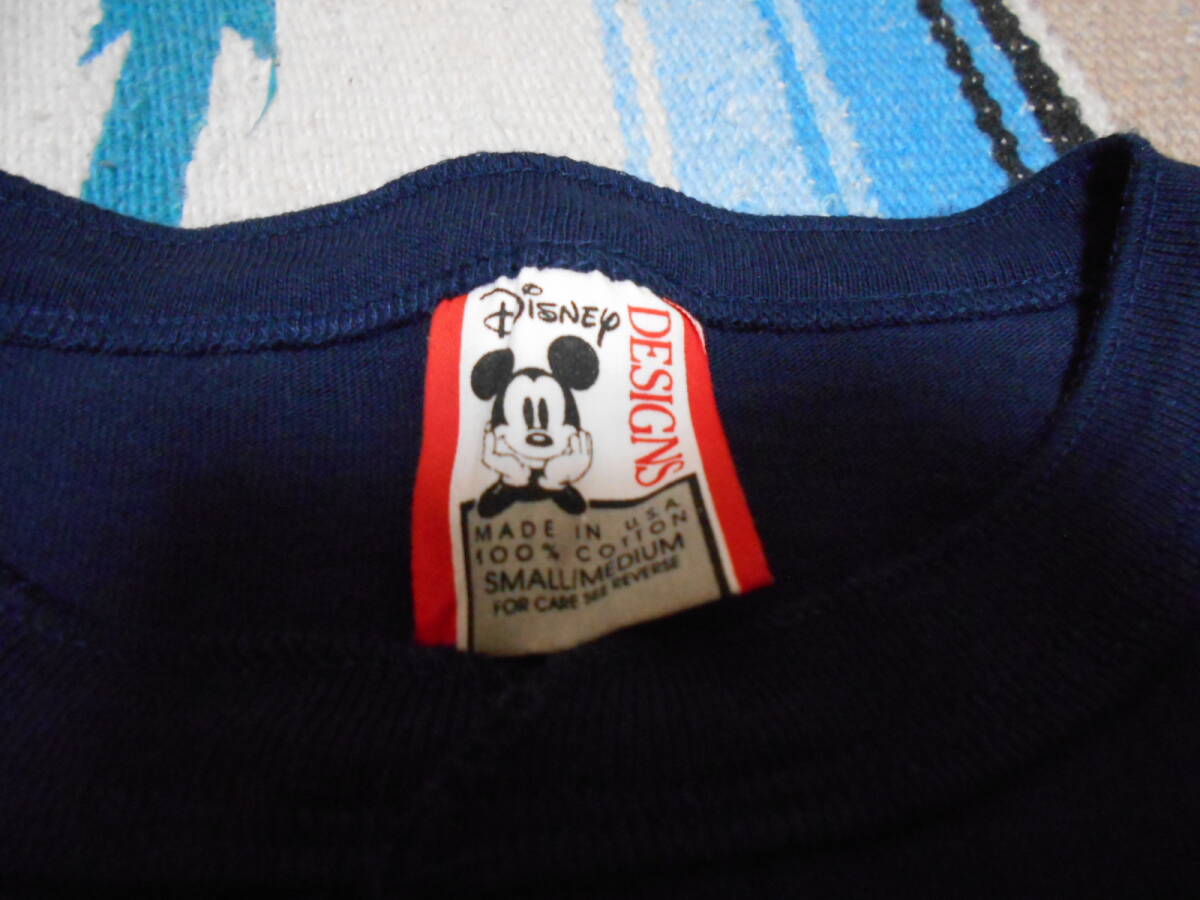 Disney
DESIGNS
MADE IN U.S.A.
100% COTTON
SMALL/MEDIUM
FOR CARE SEE REVERSE